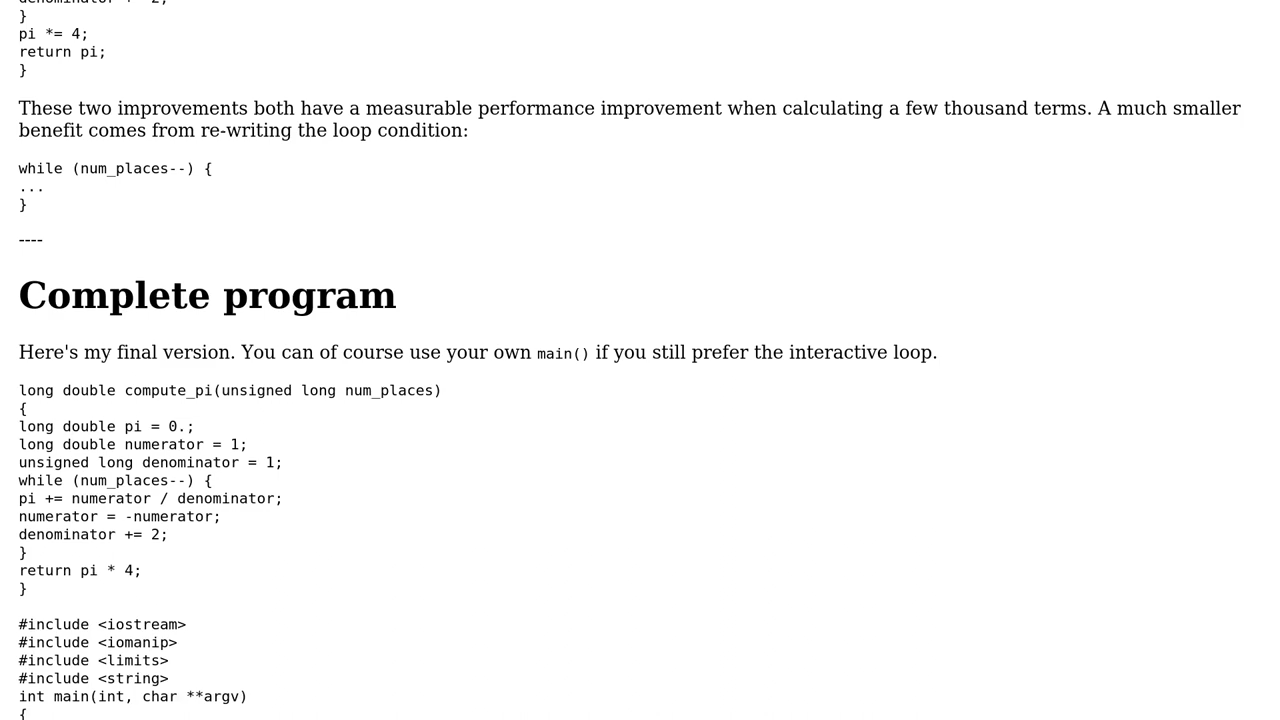 }
pi *= 4;
return pi;
}
These two improvements both have a measurable performance improvement when calculating a few thousand terms. A much smaller
benefit comes from re-writing the loop condition:
while (num_places--) {
...
}
----
Complete program
Here's my final version. You can of course use your own main() if you still prefer the interactive loop.
long double compute_pi(unsigned long num_places)
{
long double pi = 0.;
long double numerator = 1;
unsigned long denominator = 1;
while (num_places--) {
pi += numerator / denominator;
numerator = -numerator;
denominator += 2;
}
return pi * 4;
}
#include <iostream>
#include <iomanip>
#include <limits>
#include <string>
int main(int, char **argv)
{